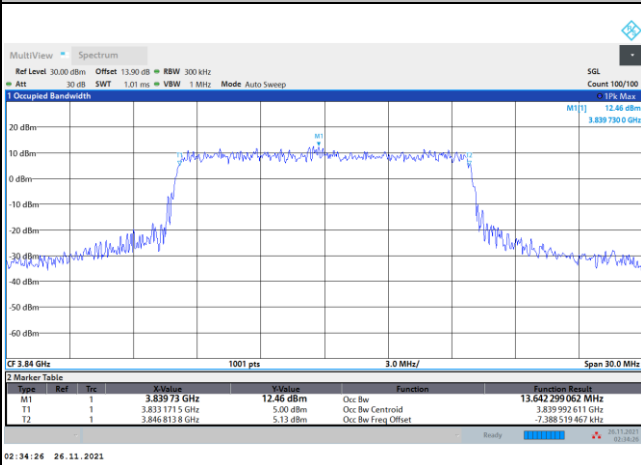 MultiView Spectrum
Ref Level 30.00 dBm Offset 13.90 dB RBW 300 kHz SGL
Att 30 dB SWT 1.01 ms VBW 1 MHz Mode Auto Sweep Count 100/100
1 Occupied Bandwidth 1Pk Max
M1[1] 12.46 dBm
3.839 730 0 GHz
20 dBm
M1
10 dBm
T1 T2
0 dBm
-10 dBm
-20 dBm
-30 dBm
-40 dBm
-50 dBm
-60 dBm
CF 3.84 GHz 1001 pts 3.0 MHz/ Span 30.0 MHz
2 Marker Table
Type Ref Trc X-Value Y-Value Function Function Result
M1 1 3.839 73 GHz 12.46 dBm Occ Bw 13.642 299 062 MHz
T1 1 3.833 171 5 GHz 5.00 dBm Occ Bw Centroid 3.839 992 611 GHz
T2 1 3.846 813 8 GHz 5.13 dBm Occ Bw Freq Offset -7.388 519 467 kHz
Ready 26.11.2021
02:34:26
02:34:26 26.11.2021